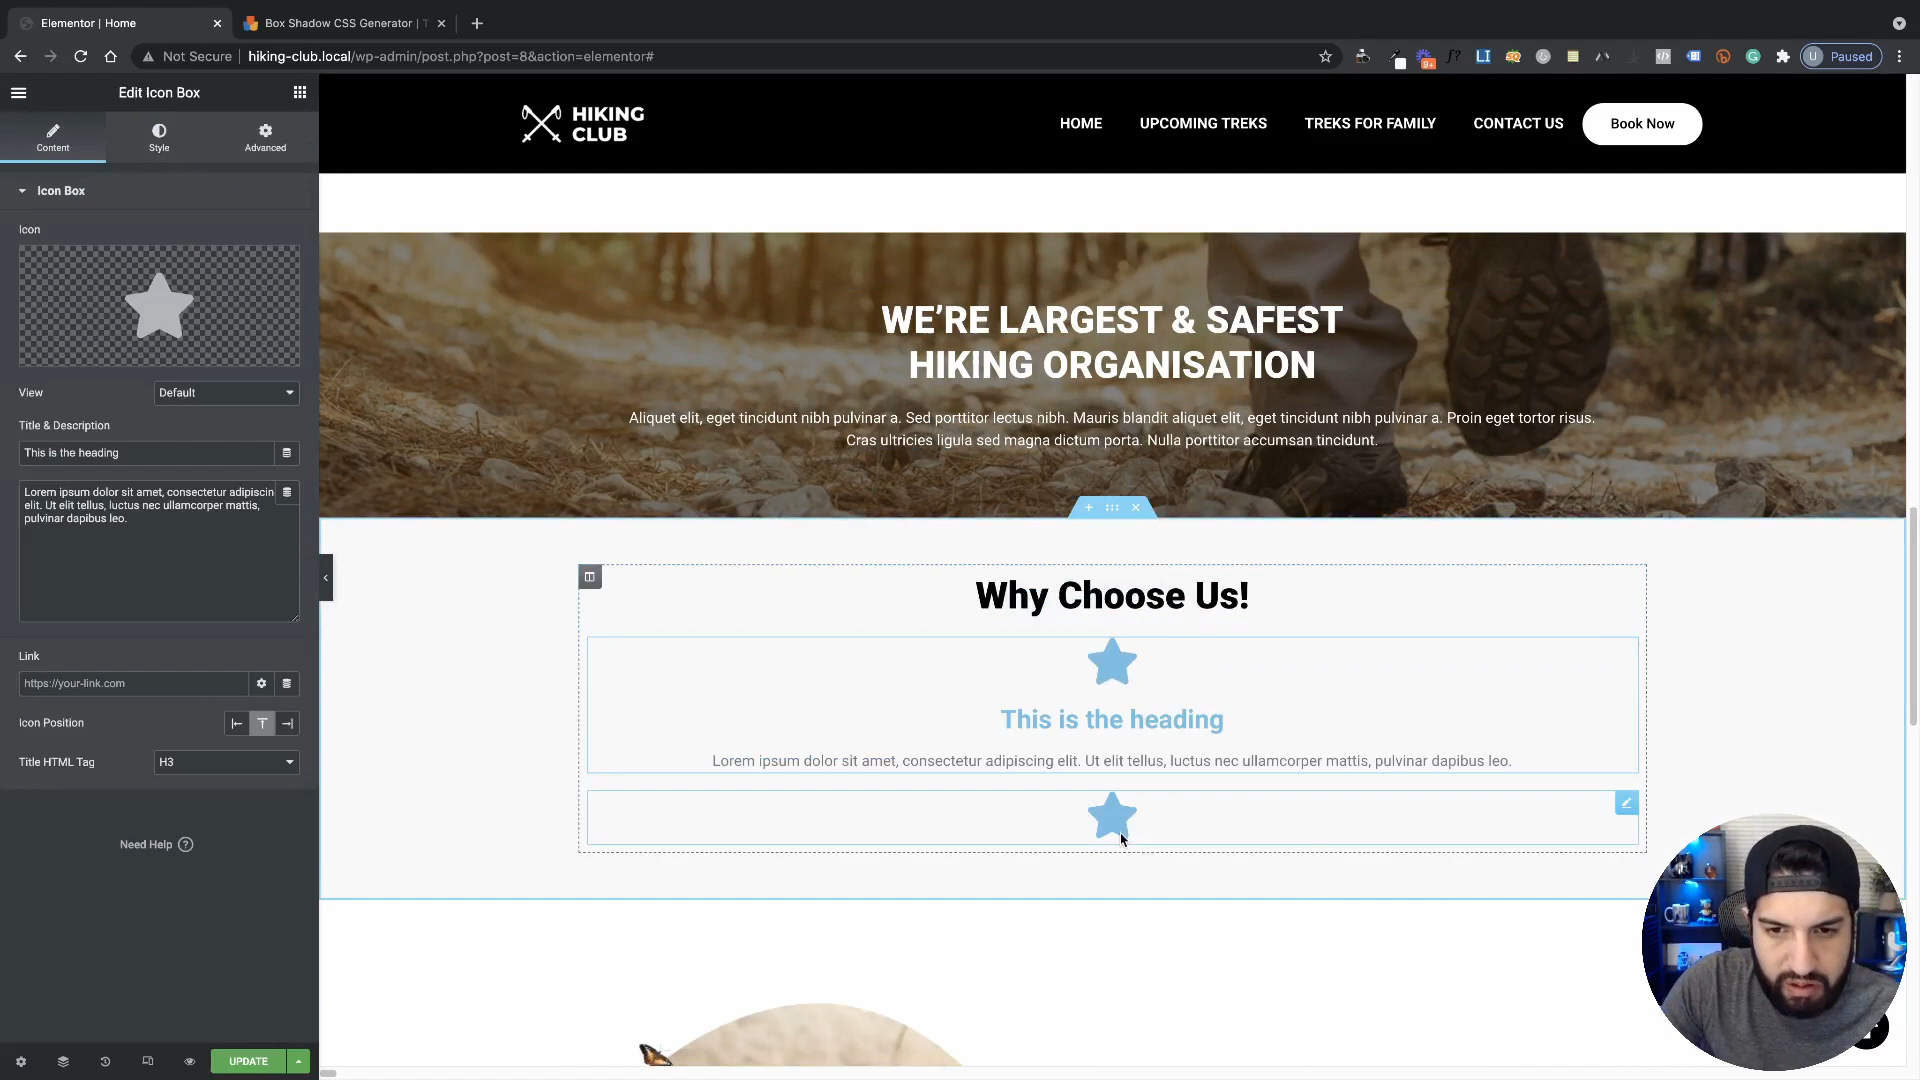 Elementor | Home
Box Shadow CSS Generator | T
Not Secure
hiking-club.local/wp-admin/post.php?post=8&action=elementor#
9+
f?
LI
U Paused
Edit Icon Box
Content
Style
Advanced
Icon Box
Icon
View
Default
Title & Description
This is the heading
Lorem ipsum dolor sit amet, consectetur adipiscin
elit. Ut elit tellus, luctus nec ullamcorper mattis,
pulvinar dapibus leo.
Link
https://your-link.com
Icon Position
Title HTML Tag
H3
Need Help ?
UPDATE
HIKING
CLUB
HOME
UPCOMING TREKS
TREKS FOR FAMILY
CONTACT US
Book Now
WE'RE LARGEST & SAFEST
HIKING ORGANISATION
Aliquet elit, eget tincidunt nibh pulvinar a. Sed porttitor lectus nibh. Mauris blandit aliquet elit, eget tincidunt nibh pulvinar a. Proin eget tortor risus.
Cras ultricies ligula sed magna dictum porta. Nulla porttitor accumsan tincidunt.
Why Choose Us!
This is the heading
Lorem ipsum dolor sit amet, consectetur adipiscing elit. Ut elit tellus, luctus nec ullamcorper mattis, pulvinar dapibus leo.